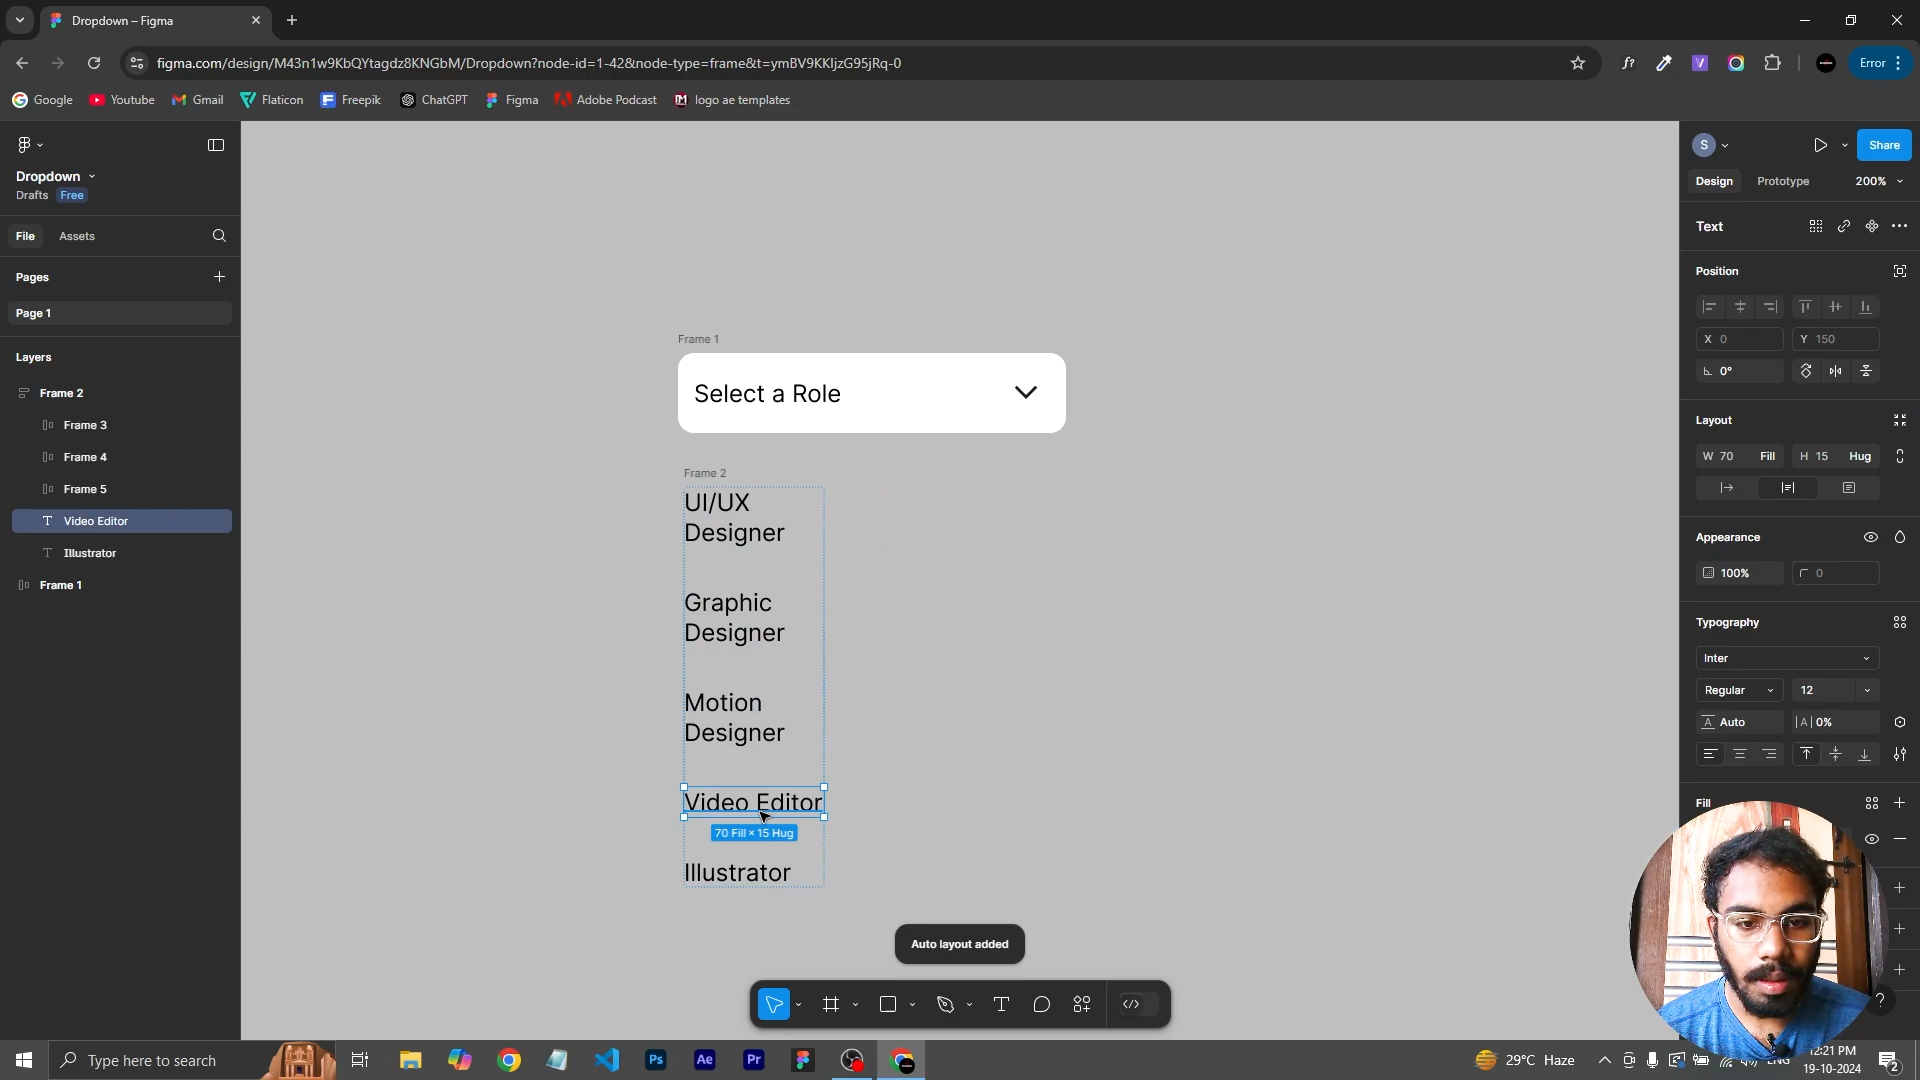 Dropdown – Figma
figma.com/design/M43n1w9KbQYtagdz8KNGbM/Dropdown?node-id=1-42&node-type=frame&t=ymBV9KKljzG95jRq-0
f?
Error
Google
Youtube
Gmail
Flaticon
Freepik
ChatGPT
Figma
Adobe Podcast
logo ae templates
Dropdown
Drafts Free
File Assets
Pages
Page 1
Layers
Frame 2
Frame 3
Frame 4
Frame 5
Video Editor
Illustrator
Frame 1
Frame 1
Select a Role
Frame 2
UI/UX
Designer
Graphic
Designer
Motion
Designer
Video Editor
70 Fill × 15 Hug
Illustrator
Auto layout added
S
Share
Design Prototype 200%
Text
Position
X 0 Y 150
0°
Layout
W 70 Fill H 15 Hug
Appearance
100% 0
Typography
Inter
Regular 12
Auto 0%
Fill
Type here to search
Ps
Ae
Pr
29°C Haze
ENG
12:21 PM
19-10-2024
2